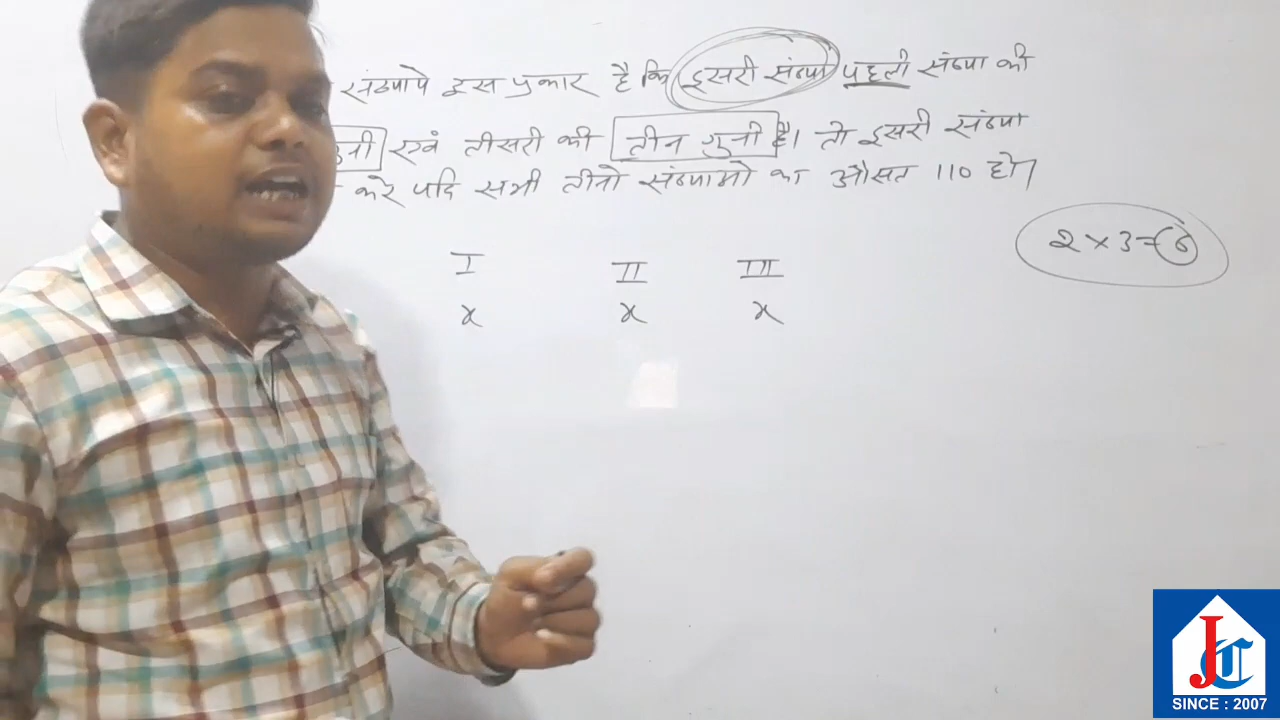 संख्याये इस प्रकार है कि दूसरी संख्या पहली संख्या की
गुनी एवं तीसरी की तीन गुनी है। तो दूसरी संख्या
करे यदि सभी तीनो संख्याओ का औसत 110 हो।
2 × 3 = 6
I II III
x x x
JCT
SINCE : 2007